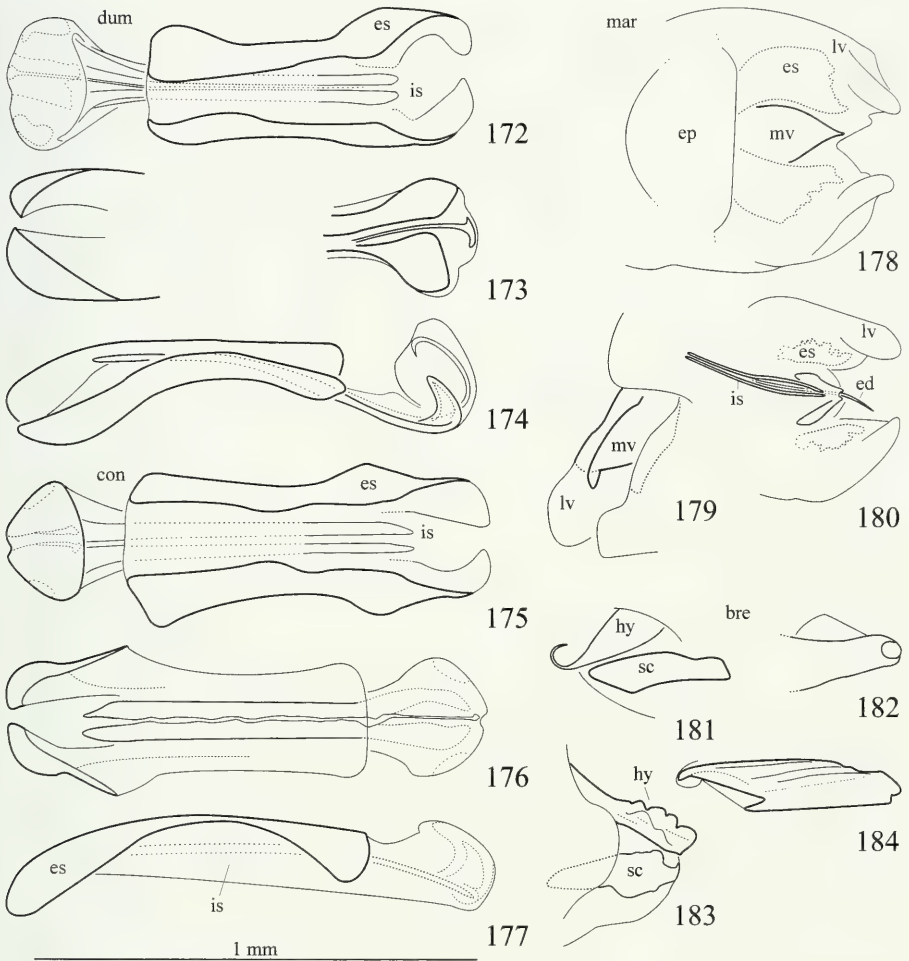 dum
es
is
172
173
174
con
es
is
175
176
es
is
177
1 mm
mar
lv
es
ep
mv
178
mv
lv
179
lv
es
ed
is
180
bre
hy
sc
181
182
hy
sc
183
184